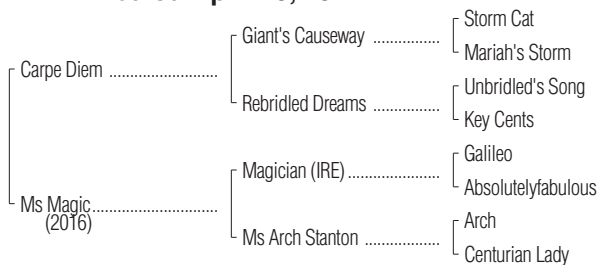 Giant's Causeway ................
Storm Cat
Mariah's Storm
Carpe Diem ..........................
Rebridled Dreams ................
Unbridled's Song
Key Cents
Magician (IRE) ......................
Galileo
Absolutelyfabulous
Ms Magic ..............................
(2016)
Ms Arch Stanton ..................
Arch
Centurian Lady